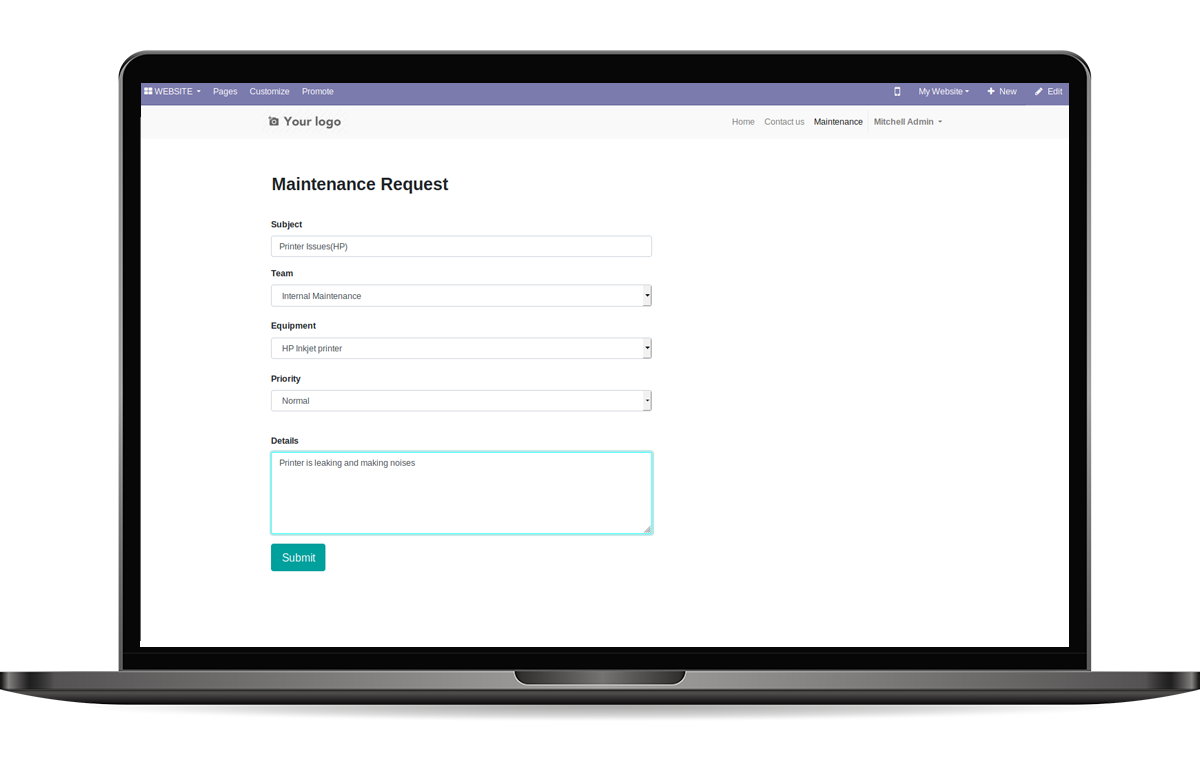 WEBSITE Pages Customize Promote My Website New Edit
Your logo Home Contact us Maintenance Mitchell Admin
Maintenance Request
Subject
Printer Issues(HP)
Team
Internal Maintenance
Equipment
HP Inkjet printer
Priority
Normal
Details
Printer is leaking and making noises
Submit